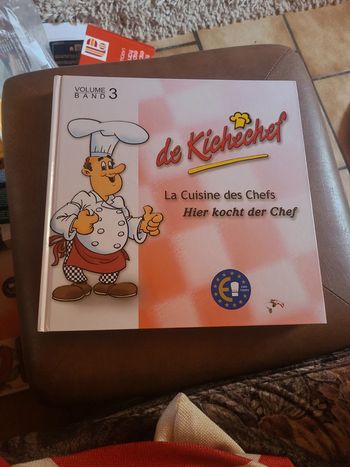 VOLUME
BAND 3
de Kichechef
La Cuisine des Chefs
Hier kocht der Chef